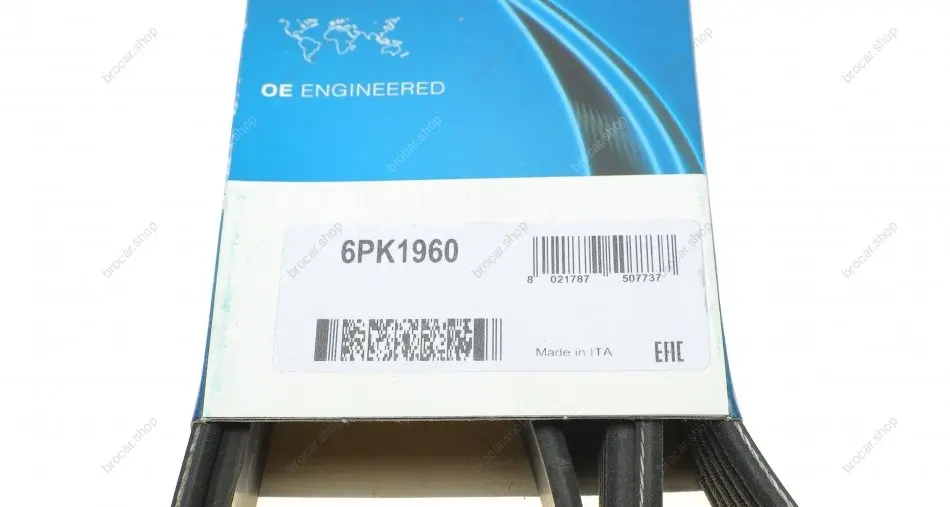 OE ENGINEERED
6PK1960
8 021787 507737
Made in ITA
EAC
brocar.shop